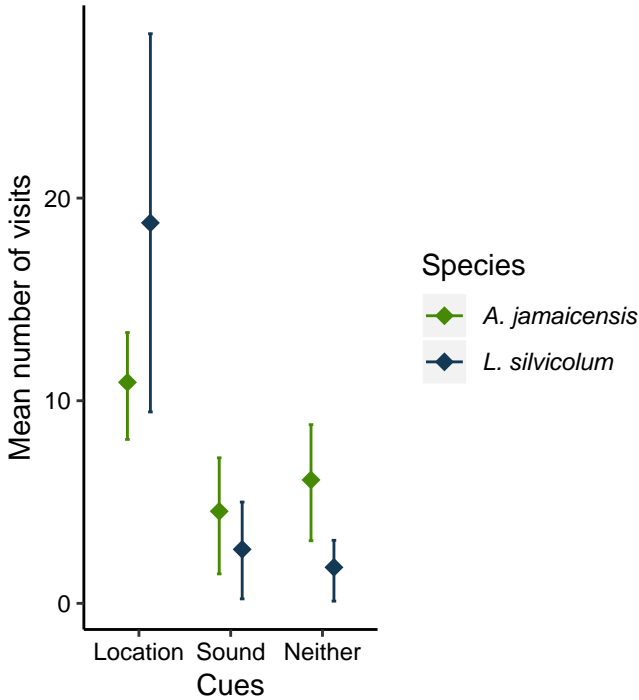 Mean number of visits
20
10
0
Location Sound Neither
Cues
Species
A. jamaicensis
L. silvicolum